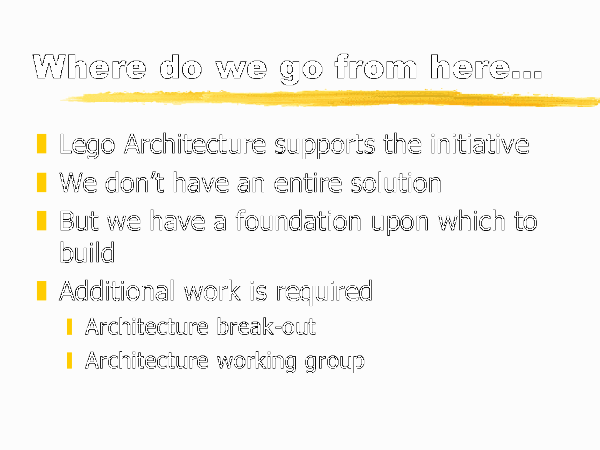 Where do we go from here...
Lego Architecture supports the initiative
We don’t have an entire solution
But we have a foundation upon which to
build
Additional work is required
Architecture break-out
Architecture working group